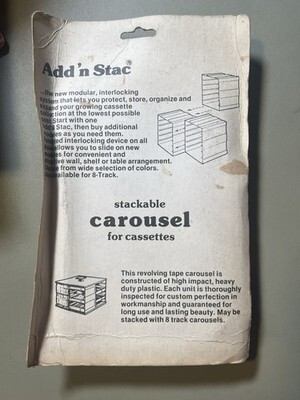 Add'n Stac®
the new modular, interlocking
that lets you protect, store, organize and
your growing cassette
at the lowest possible
Start with one
Stac, then buy additional
as you need them.
interlocking device on all
allows you to slide on new
for convenient and
wall, shelf or table arrangement.
from wide selection of colors.
available for 8-Track.
stackable
carousel
for cassettes
This revolving tape carousel is
constructed of high impact, heavy
duty plastic. Each unit is thoroughly
inspected for custom perfection in
workmanship and guaranteed for
long use and lasting beauty. May be
stacked with 8 track carousels.